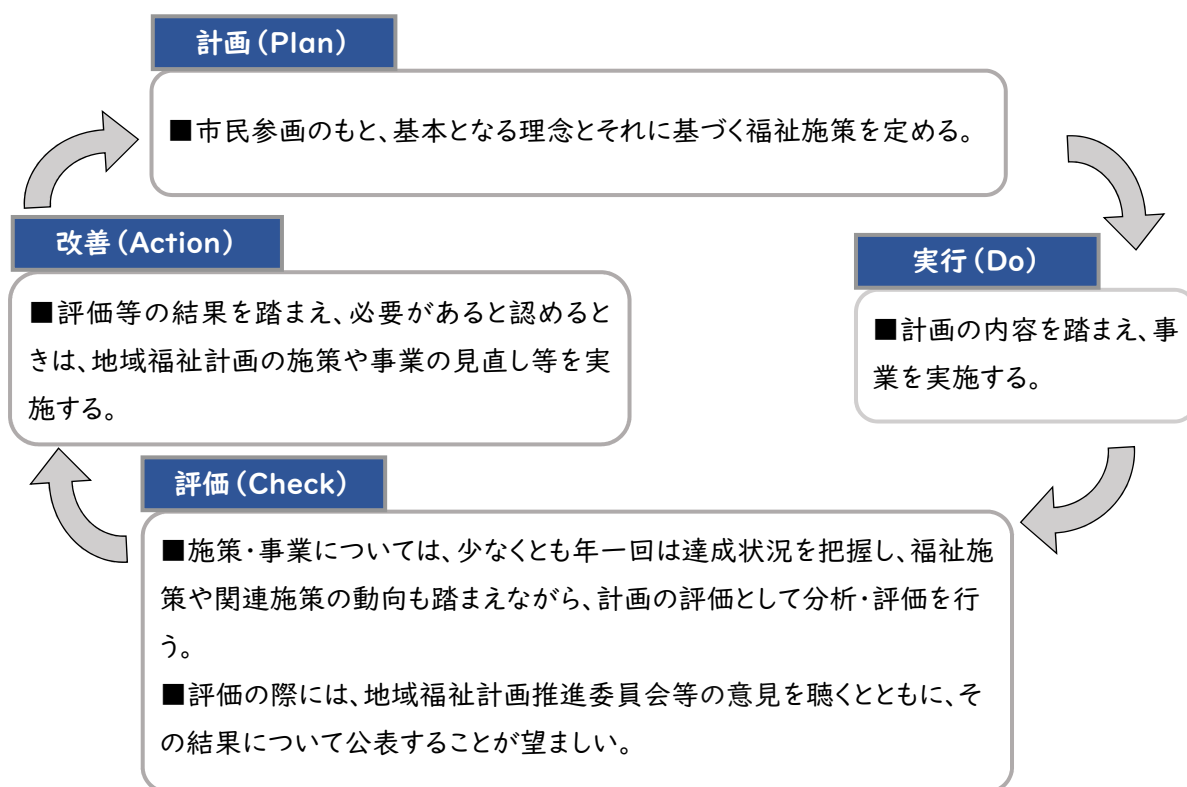 計画(Plan)
■市民参画のもと、基本となる理念とそれに基づく福祉施策を定める。
改善(Action)
■評価等の結果を踏まえ、必要があると認めると
きは、地域福祉計画の施策や事業の見直し等を実
施する。
実行(Do)
■計画の内容を踏まえ、事
業を実施する。
評価(Check)
■施策・事業については、少なくとも年一回は達成状況を把握し、福祉施
策や関連施策の動向も踏まえながら、計画の評価として分析・評価を行
う。
■評価の際には、地域福祉計画推進委員会等の意見を聴くとともに、そ
の結果について公表することが望ましい。